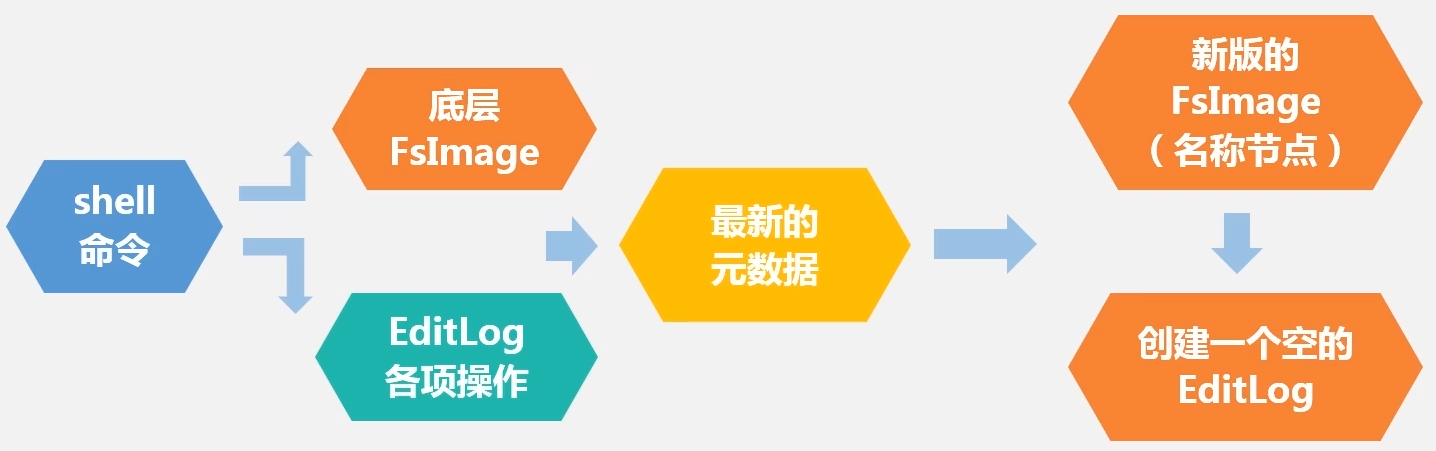 shell
命令
底层
FsImage
EditLog
各项操作
最新的
元数据
新版的
FsImage
（名称节点）
创建一个空的
EditLog